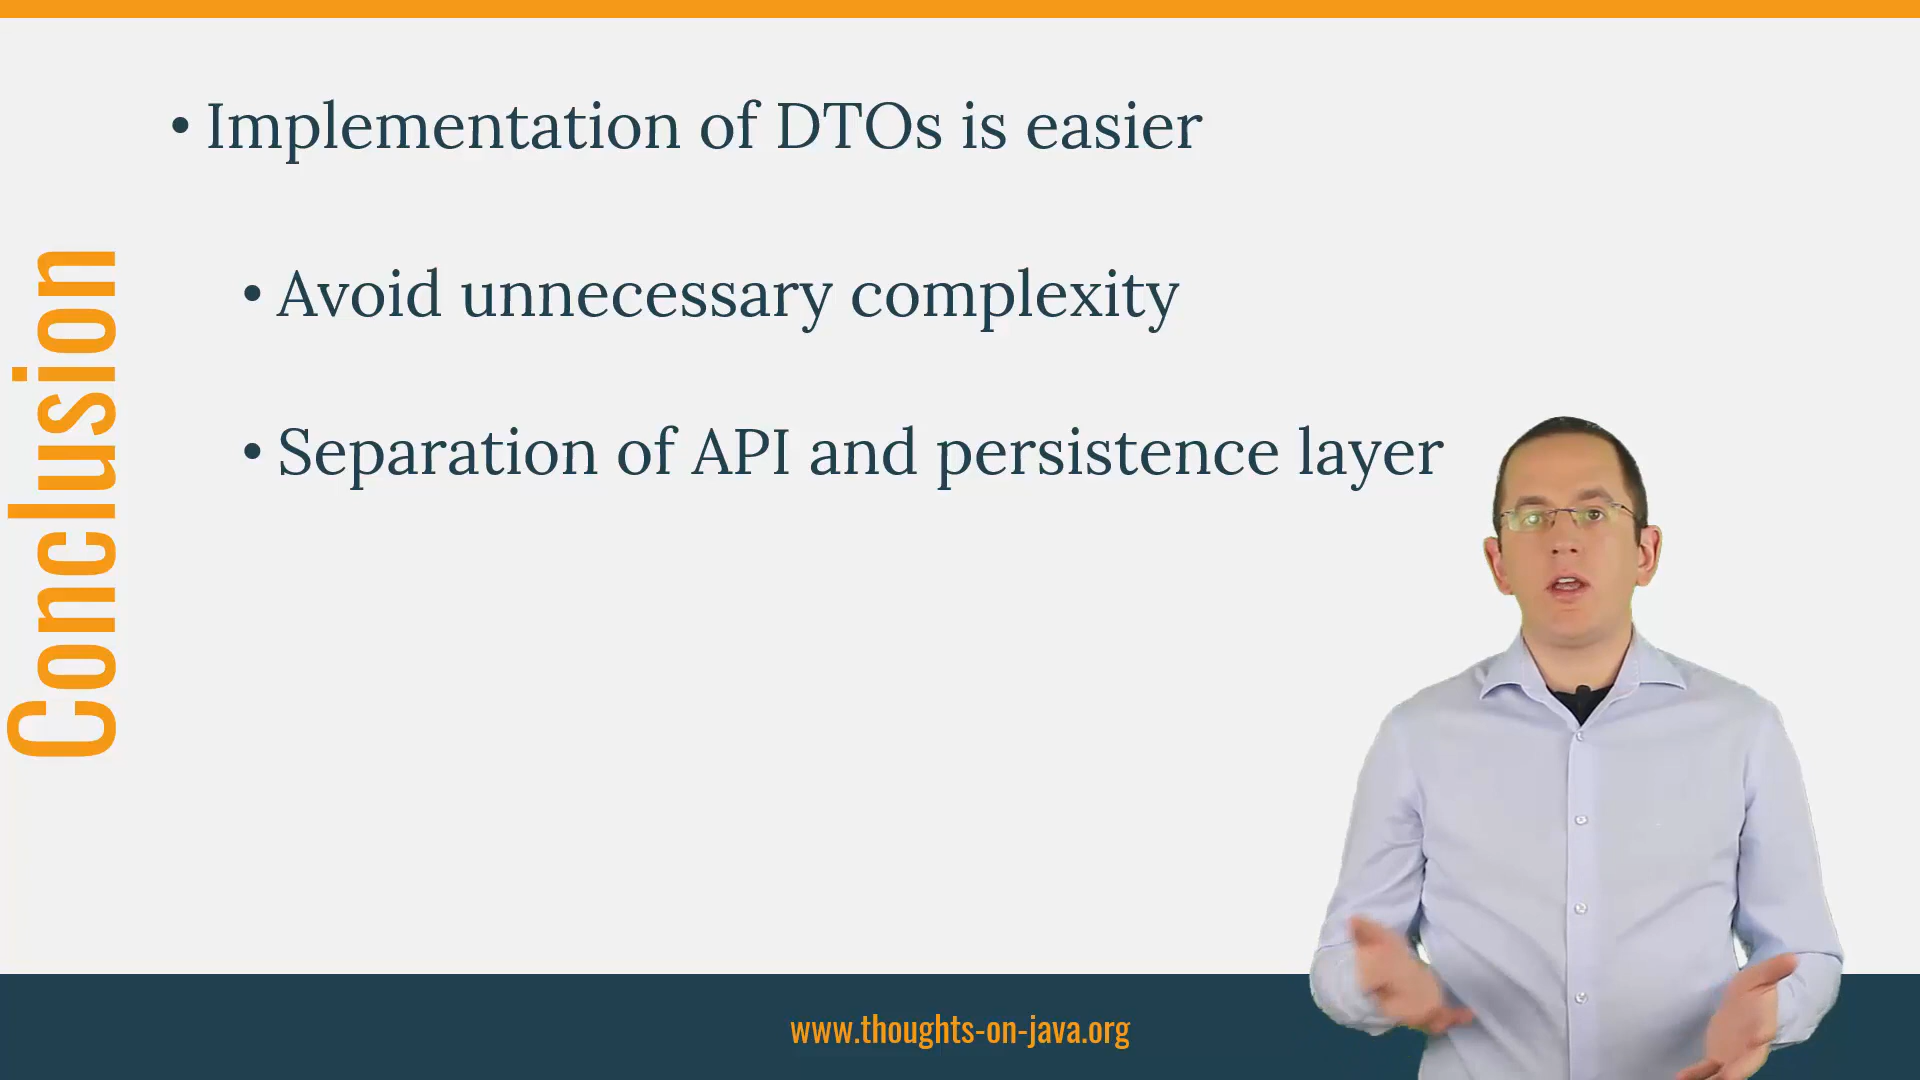 Conclusion
• Implementation of DTOs is easier
• Avoid unnecessary complexity
• Separation of API and persistence layer
www.thoughts-on-java.org